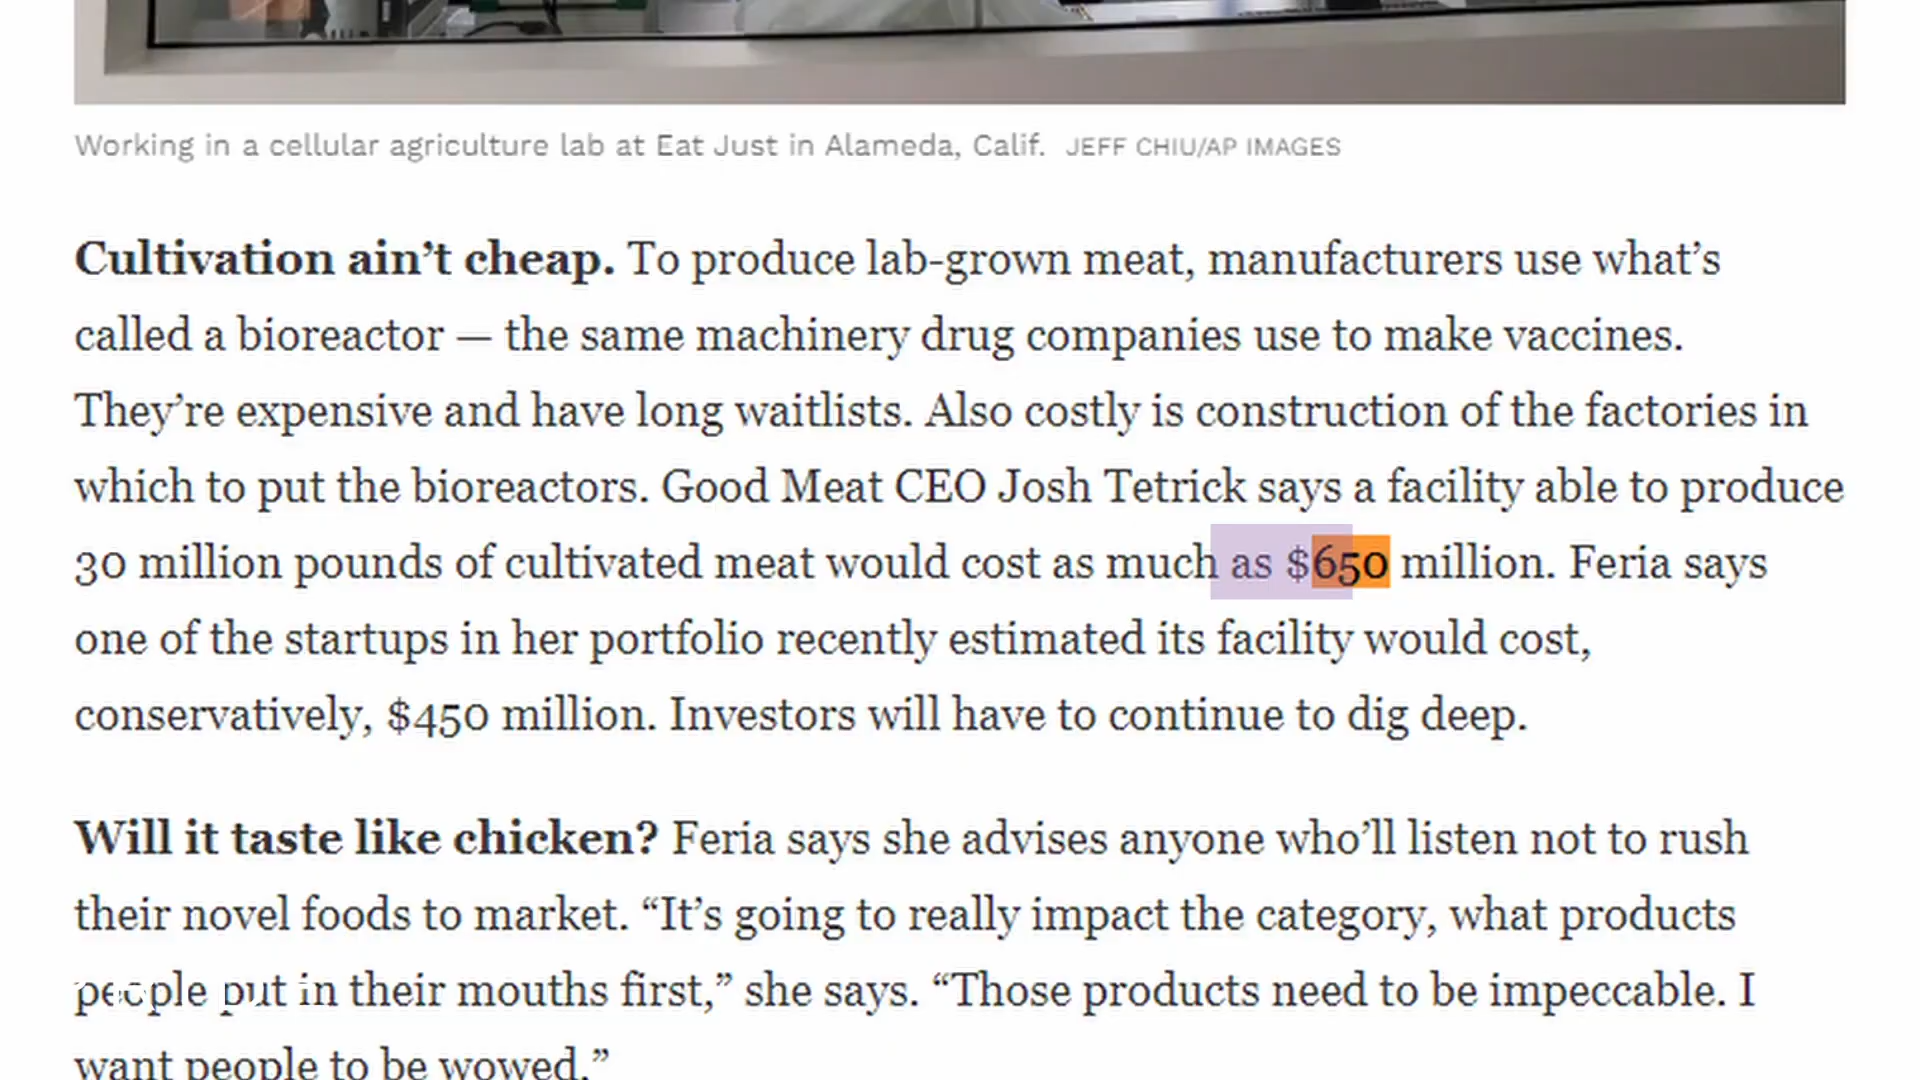 Working in a cellular agriculture lab at Eat Just in Alameda, Calif. JEFF CHIU/AP IMAGES
Cultivation ain’t cheap. To produce lab-grown meat, manufacturers use what’s
called a bioreactor — the same machinery drug companies use to make vaccines.
They’re expensive and have long waitlists. Also costly is construction of the factories in
which to put the bioreactors. Good Meat CEO Josh Tetrick says a facility able to produce
30 million pounds of cultivated meat would cost as much as $650 million. Feria says
one of the startups in her portfolio recently estimated its facility would cost,
conservatively, $450 million. Investors will have to continue to dig deep.
Will it taste like chicken? Feria says she advises anyone who’ll listen not to rush
their novel foods to market. “It’s going to really impact the category, what products
people put in their mouths first,” she says. “Those products need to be impeccable. I
want people to be wowed.”